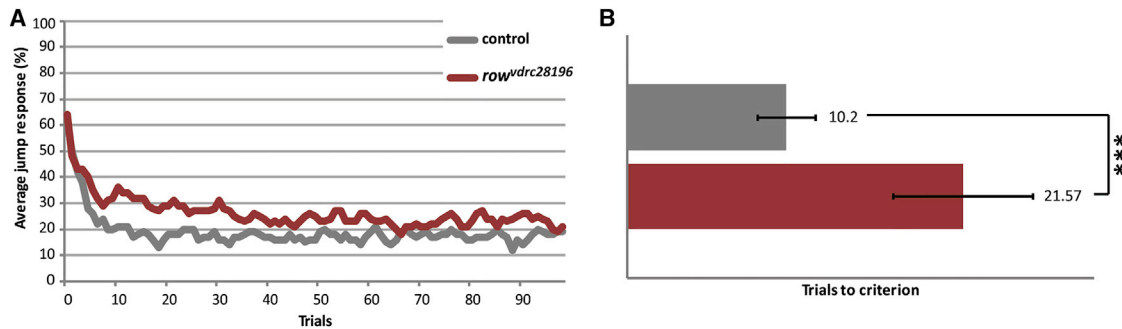 A
Average jump response (%)
100
90
80
70
60
50
40
30
20
10
0
0 10 20 30 40 50 60 70 80 90
Trials
control
row^vdrc28196
B
10.2
21.57
***
Trials to criterion